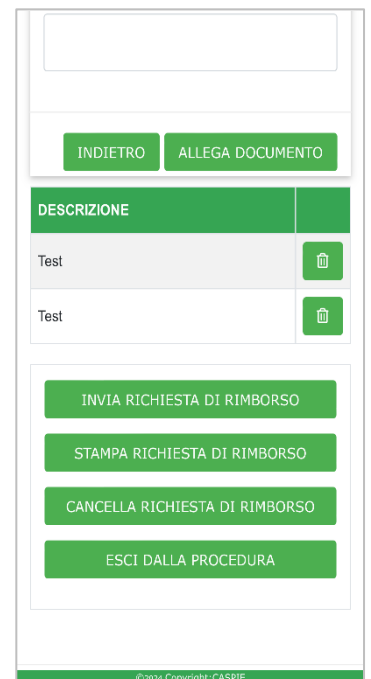 INDIETRO ALLEGA DOCUMENTO
DESCRIZIONE
Test
Test
INVIA RICHIESTA DI RIMBORSO
STAMPA RICHIESTA DI RIMBORSO
CANCELLA RICHIESTA DI RIMBORSO
ESCI DALLA PROCEDURA
©2024 Copyright:CASPIE